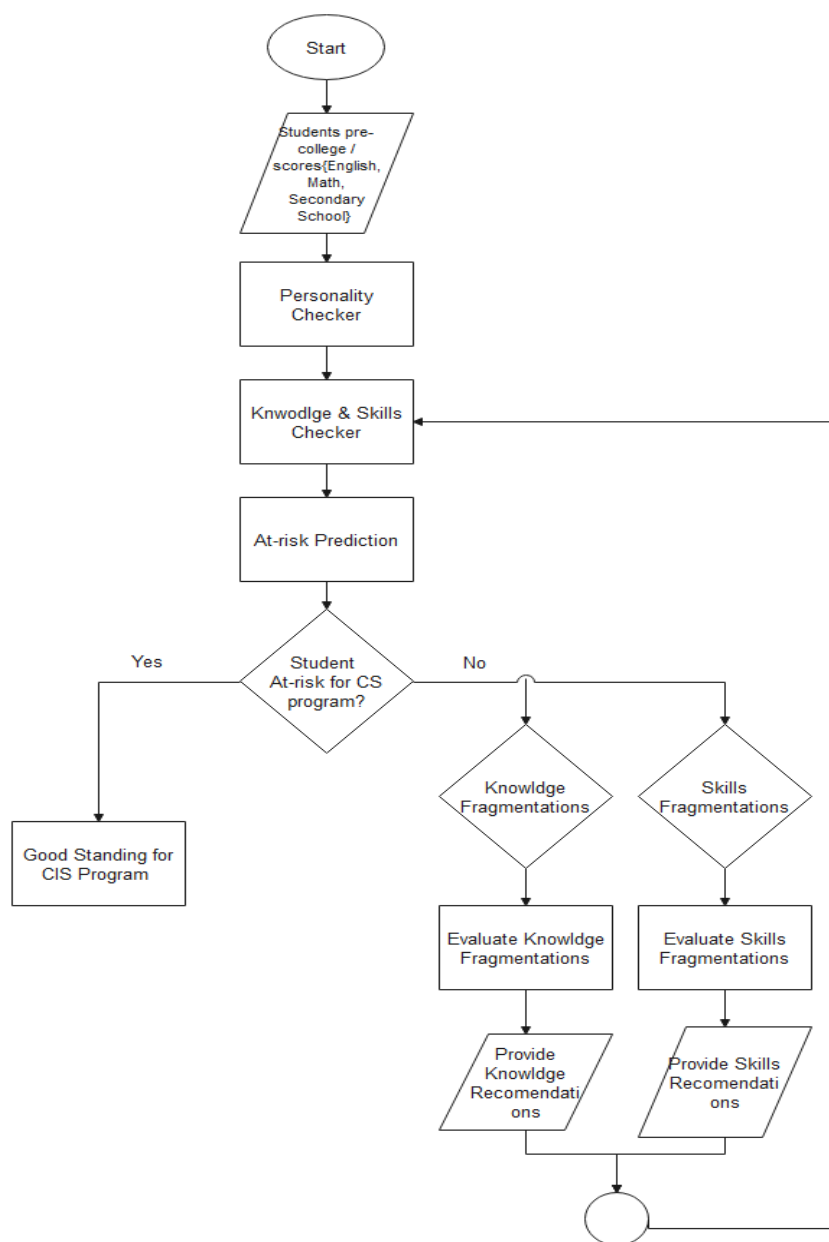 Start
Students pre-
college /
scores{English,
Math,
Secondary
School}
Personality
Checker
Knwodlge & Skills
Checker
At-risk Prediction
Student
At-risk for CS
program?
Yes
No
Knowldge
Fragmentations
Skills
Fragmentations
Good Standing for
CIS Program
Evaluate Knowldge
Fragmentations
Evaluate Skills
Fragmentations
Provide
Knowldge
Recomendati
ons
Provide Skills
Recomendati
ons